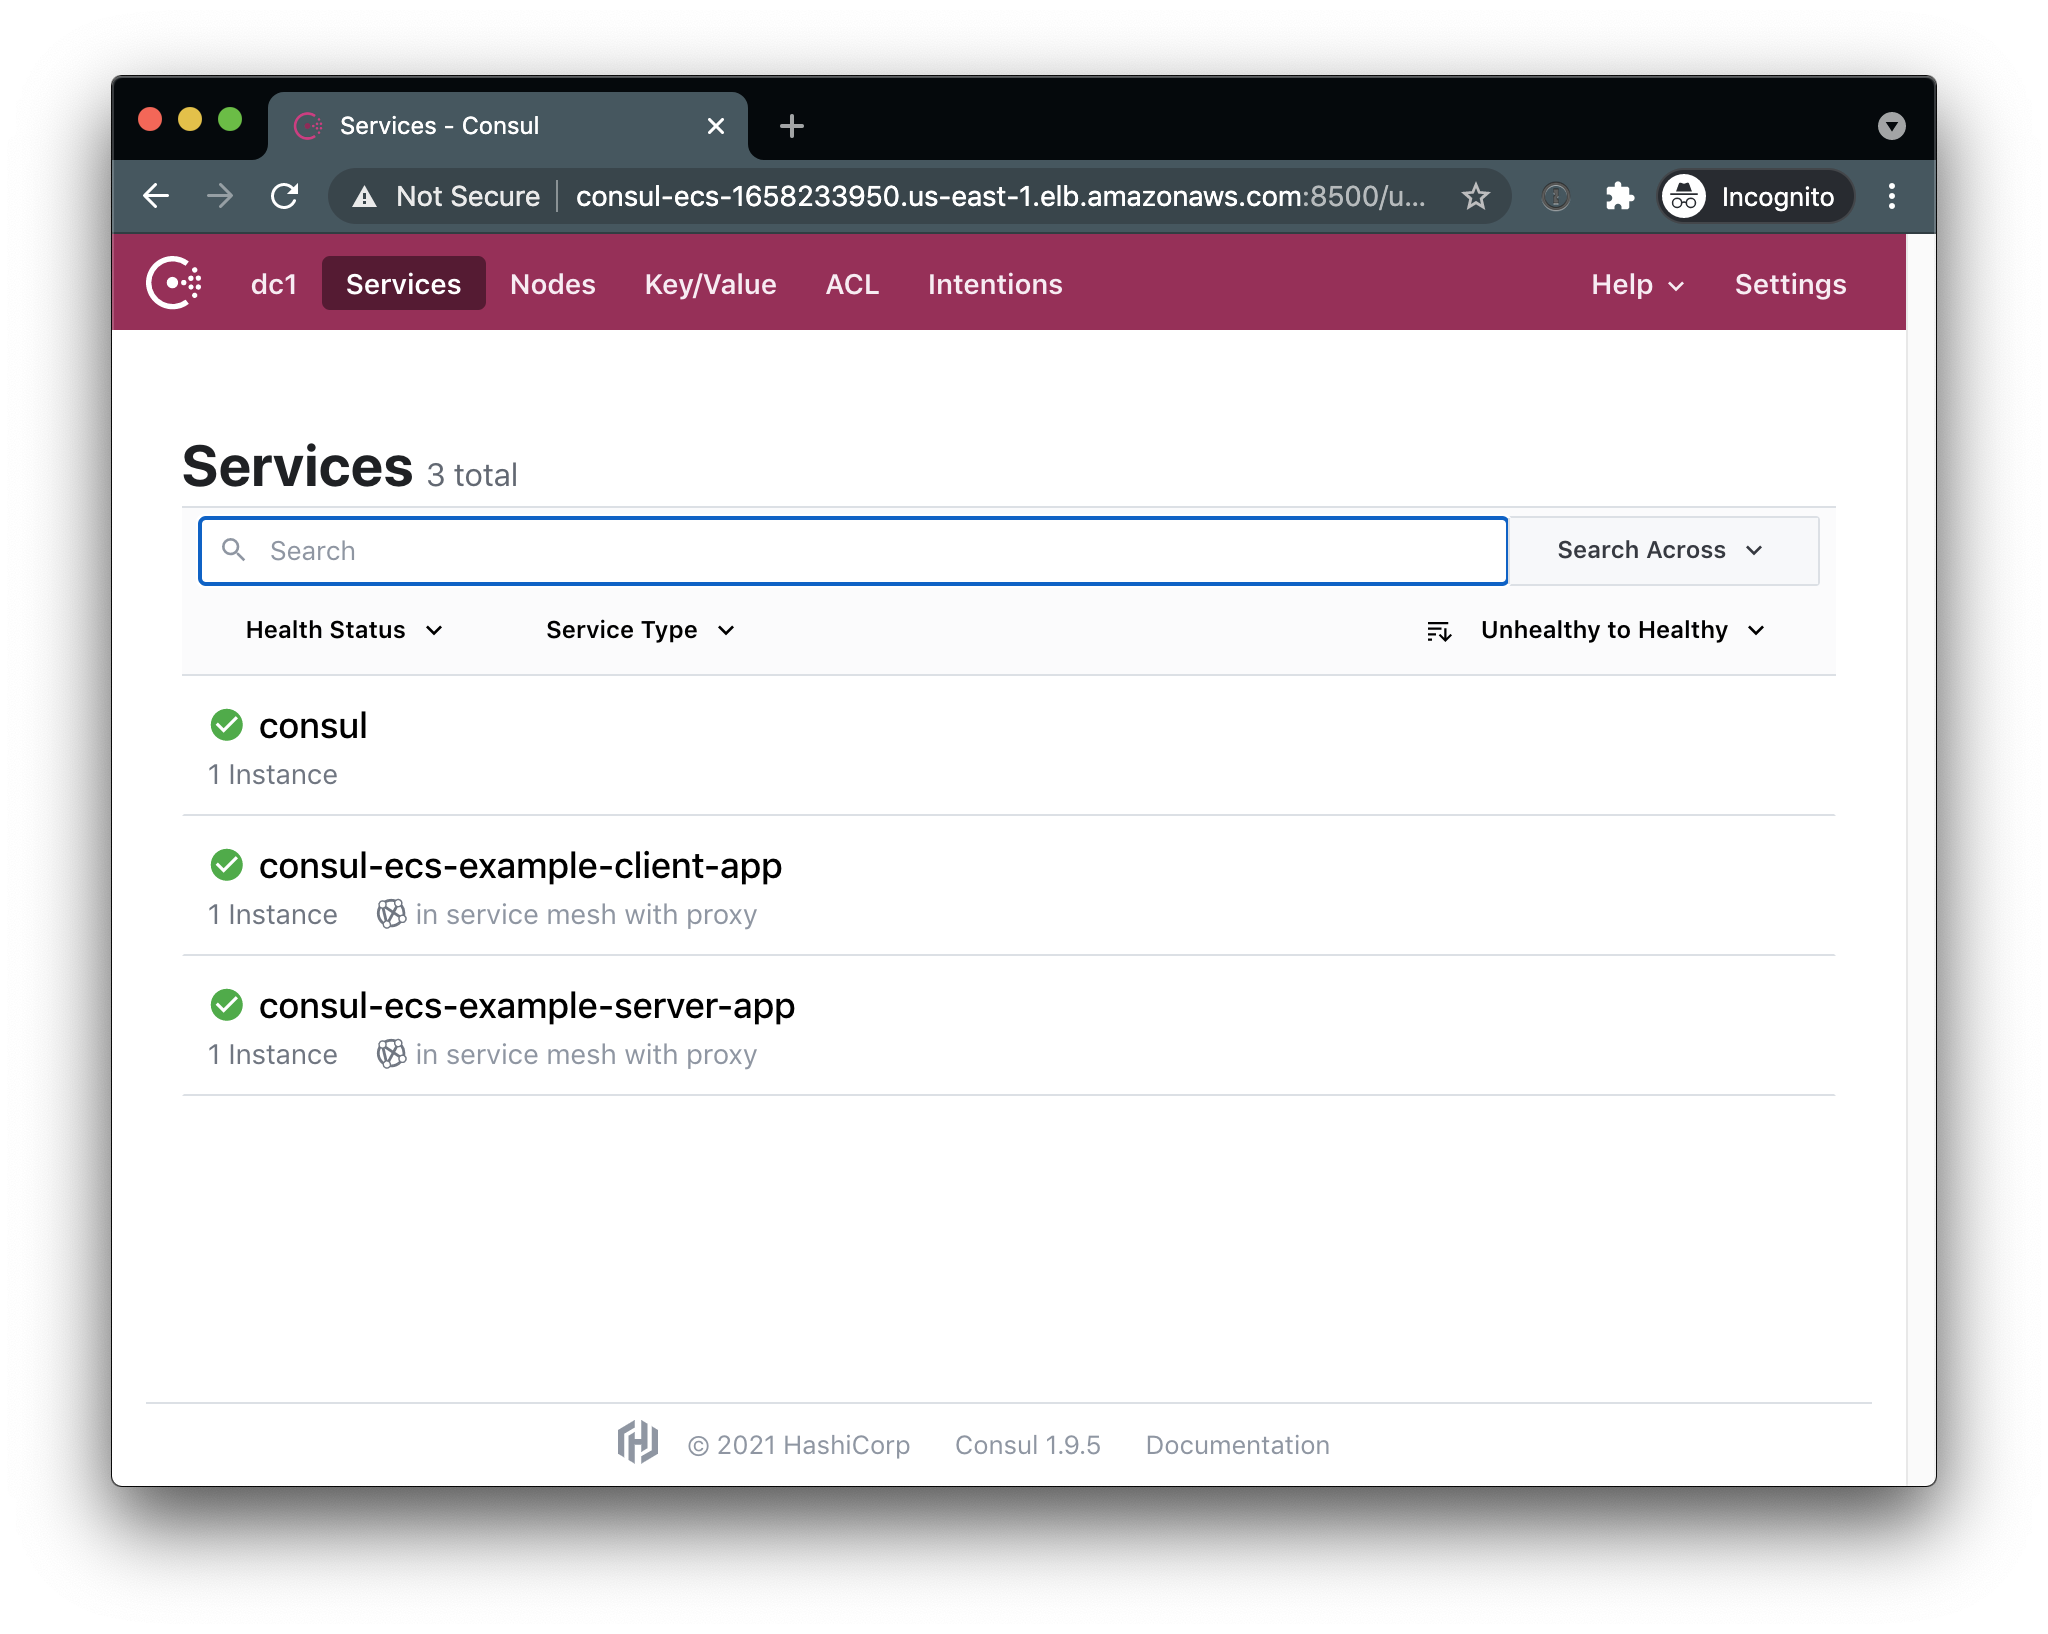 Services - Consul
Not Secure consul-ecs-1658233950.us-east-1.elb.amazonaws.com:8500/u... Incognito
dc1 Services Nodes Key/Value ACL Intentions Help Settings
Services 3 total
Search Search Across
Health Status Service Type Unhealthy to Healthy
consul
1 Instance
consul-ecs-example-client-app
1 Instance in service mesh with proxy
consul-ecs-example-server-app
1 Instance in service mesh with proxy
© 2021 HashiCorp Consul 1.9.5 Documentation